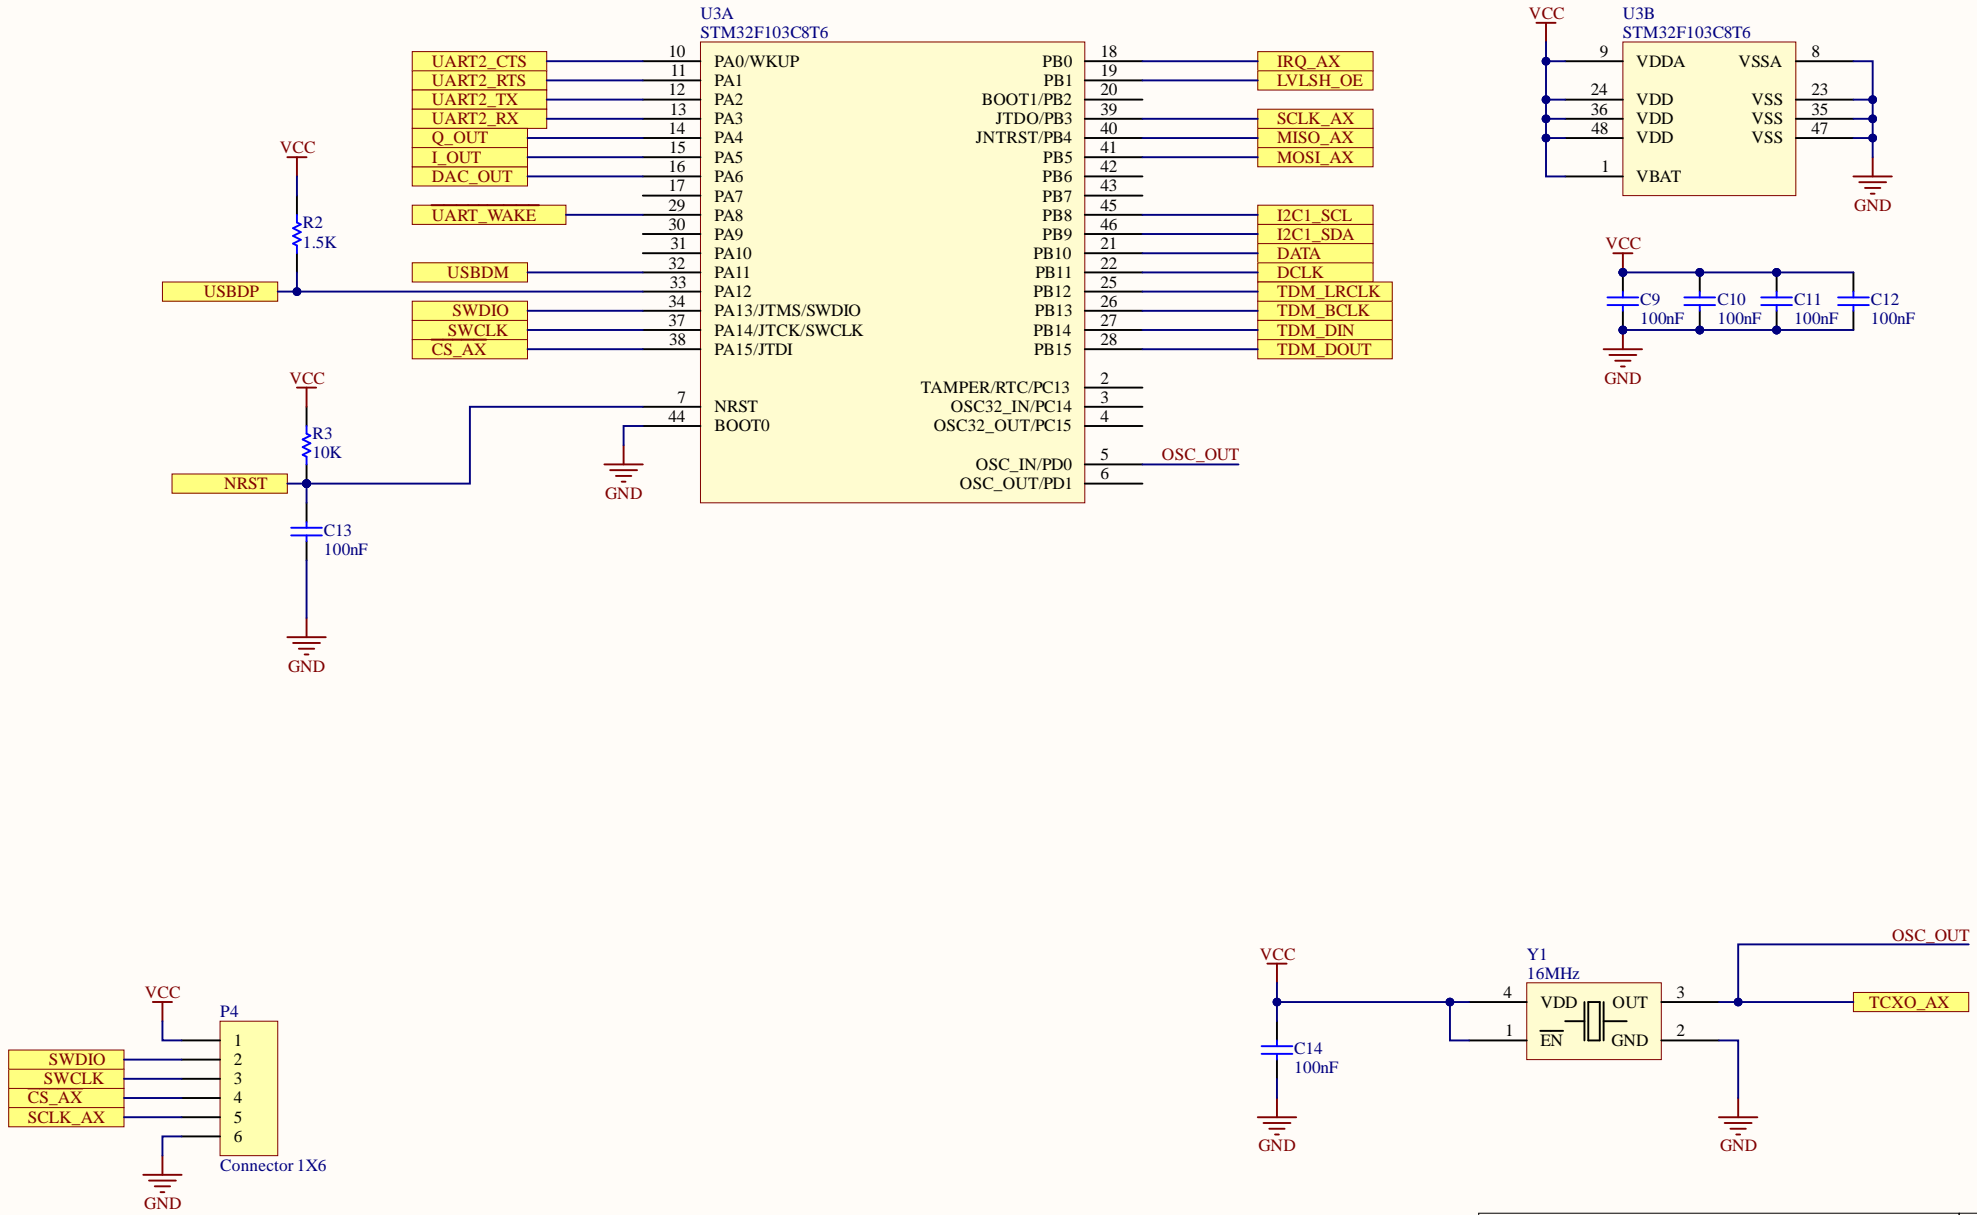 U3A
STM32F103C8T6
UART2_CTS 10 PA0/WKUP PB0 18 IRQ_AX
UART2_RTS 11 PA1 PB1 19 LVLSH_OE
UART2_TX 12 PA2 BOOT1/PB2 20
UART2_RX 13 PA3 JTDO/PB3 39 SCLK_AX
Q_OUT 14 PA4 JNTRST/PB4 40 MISO_AX
I_OUT 15 PA5 PB5 41 MOSI_AX
DAC_OUT 16 PA6 PB6 42
17 PA7 PB7 43
UART_WAKE 29 PA8 PB8 45 I2C1_SCL
30 PA9 PB9 46 I2C1_SDA
31 PA10 PB10 21 DATA
USBDM 32 PA11 PB11 22 DCLK
33 PA12 PB12 25 TDM_LRCLK
SWDIO 34 PA13/JTMS/SWDIO PB13 26 TDM_BCLK
SWCLK 37 PA14/JTCK/SWCLK PB14 27 TDM_DIN
CS_AX 38 PA15/JTDI PB15 28 TDM_DOUT
TAMPER/RTC/PC13 2
7 NRST OSC32_IN/PC14 3
44 BOOT0 OSC32_OUT/PC15 4
OSC_IN/PD0 5 OSC_OUT
OSC_OUT/PD1 6
GND
VCC
R2
1.5K
USBDP
VCC
R3
10K
NRST
C13
100nF
GND
VCC
U3B
STM32F103C8T6
9 VDDA VSSA 8
24 VDD VSS 23
36 VDD VSS 35
48 VDD VSS 47
1 VBAT
GND
VCC
C9 C10 C11 C12
100nF 100nF 100nF 100nF
GND
VCC
P4
1
SWDIO 2
SWCLK 3
CS_AX 4
SCLK_AX 5
6
Connector 1X6
GND
VCC
C14
100nF
GND
Y1
16MHz
OSC_OUT
4 VDD OUT 3 TCXO_AX
1 EN GND 2
GND